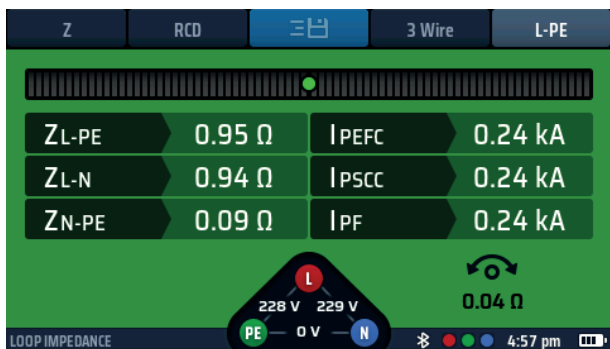 Z RCD 3 Wire L-PE
ZL-PE 0.95 Ω IPEFC 0.24 kA
ZL-N 0.94 Ω IPSCC 0.24 kA
ZN-PE 0.09 Ω IPF 0.24 kA
L
228 V 229 V 0.04 Ω
PE 0 V N
LOOP IMPEDANCE 4:57 pm